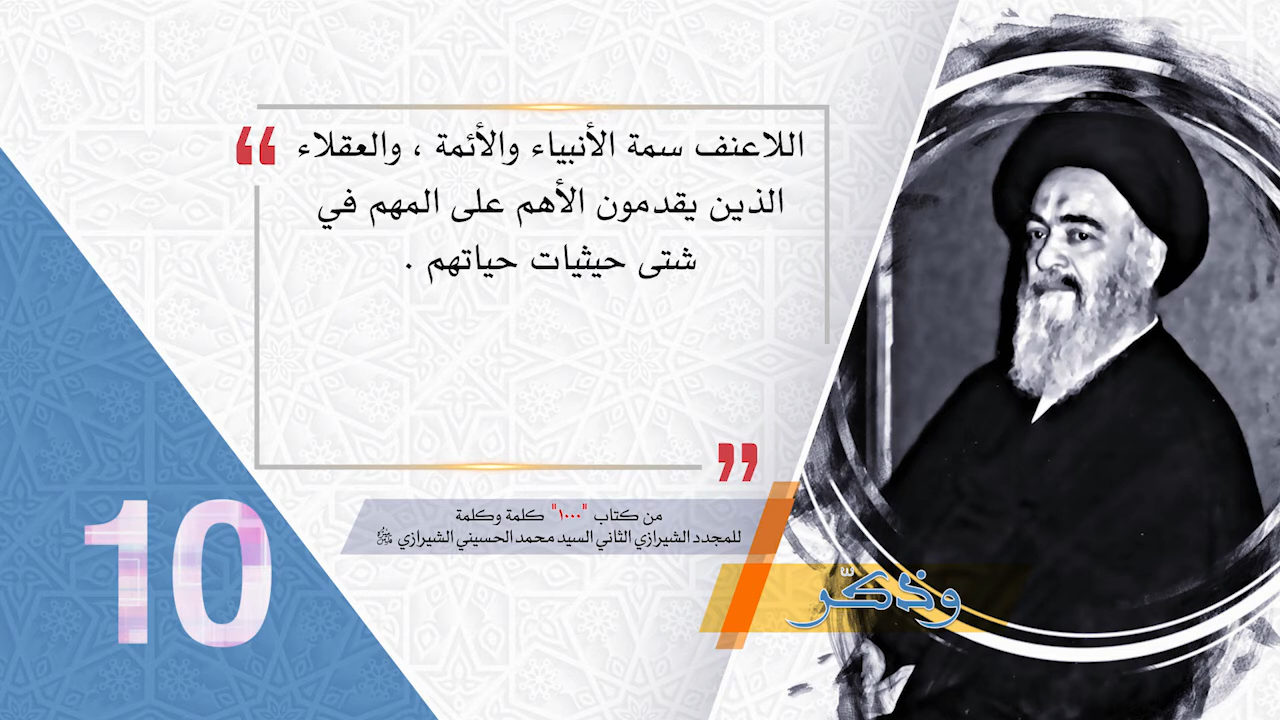 اللاعنف سمة الأنبياء والأئمة ، والعقلاء
الذين يقدمون الأهم على المهم في
شتى حيثيات حياتهم .
من كتاب "١٠٠٠" كلمة وكلمة
للمجدد الشيرازي الثاني السيد محمد الحسيني الشيرازي
وذكّر
10